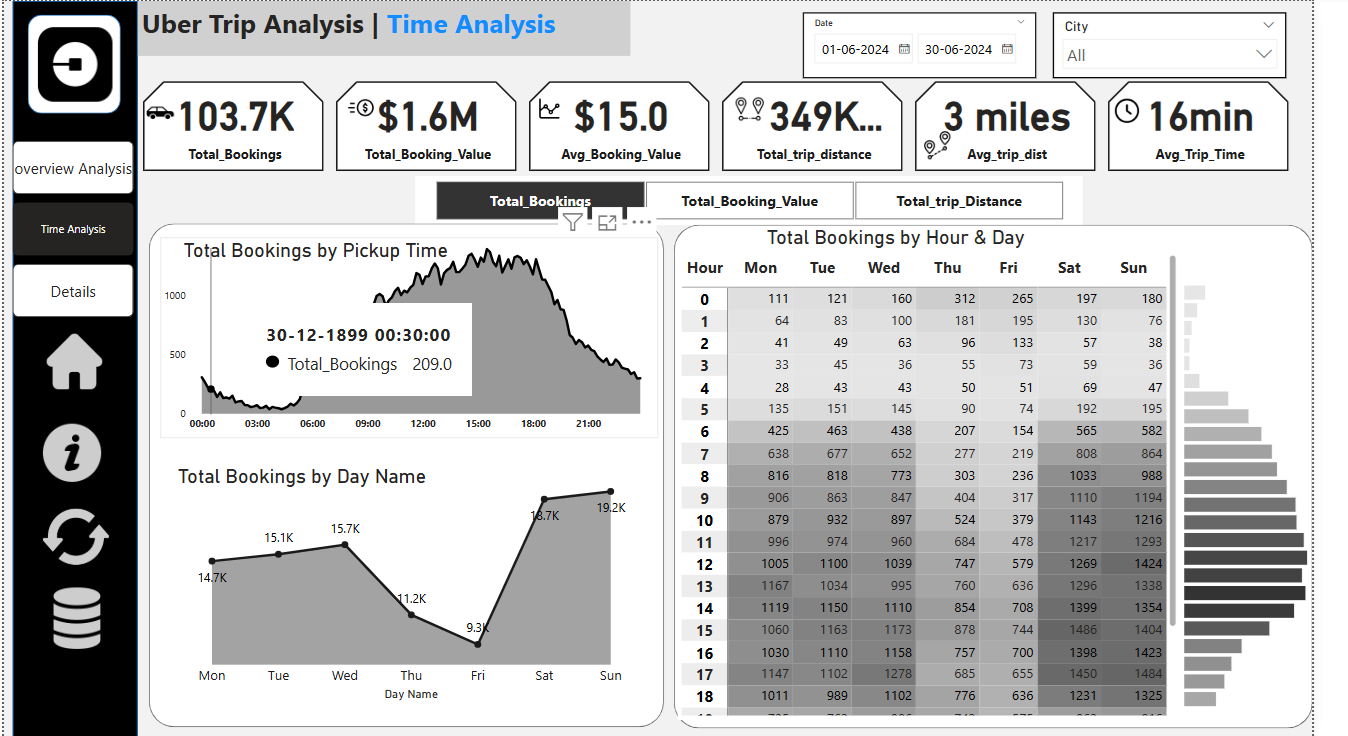 Uber Trip Analysis | Time Analysis
Date
01-06-2024 30-06-2024
City
All
103.7K
Total_Bookings
$1.6M
Total_Booking_Value
$15.0
Avg_Booking_Value
349K...
Total_trip_distance
3 miles
Avg_trip_dist
16min
Avg_Trip_Time
overview Analysis
Time Analysis
Details
Total_Bookings Total_Booking_Value Total_trip_Distance
Total Bookings by Pickup Time
1000
500
0
30-12-1899 00:30:00
Total_Bookings 209.0
00:00 03:00 06:00 09:00 12:00 15:00 18:00 21:00
Total Bookings by Day Name
14.7K 15.1K 15.7K 11.2K 9.3K 18.7K 19.2K
Mon Tue Wed Thu Fri Sat Sun
Day Name
Total Bookings by Hour & Day
Hour Mon Tue Wed Thu Fri Sat Sun
0 111 121 160 312 265 197 180
1 64 83 100 181 195 130 76
2 41 49 63 96 133 57 38
3 33 45 36 55 73 59 36
4 28 43 43 50 51 69 47
5 135 151 145 90 74 192 195
6 425 463 438 207 154 565 582
7 638 677 652 277 219 808 864
8 816 818 773 303 236 1033 988
9 906 863 847 404 317 1110 1194
10 879 932 897 524 379 1143 1216
11 996 974 960 684 478 1217 1293
12 1005 1100 1039 747 579 1269 1424
13 1167 1034 995 760 636 1296 1338
14 1119 1150 1110 854 708 1399 1354
15 1060 1163 1173 878 744 1486 1404
16 1030 1110 1158 757 700 1398 1423
17 1147 1102 1278 685 655 1450 1484
18 1011 989 1102 776 636 1231 1325